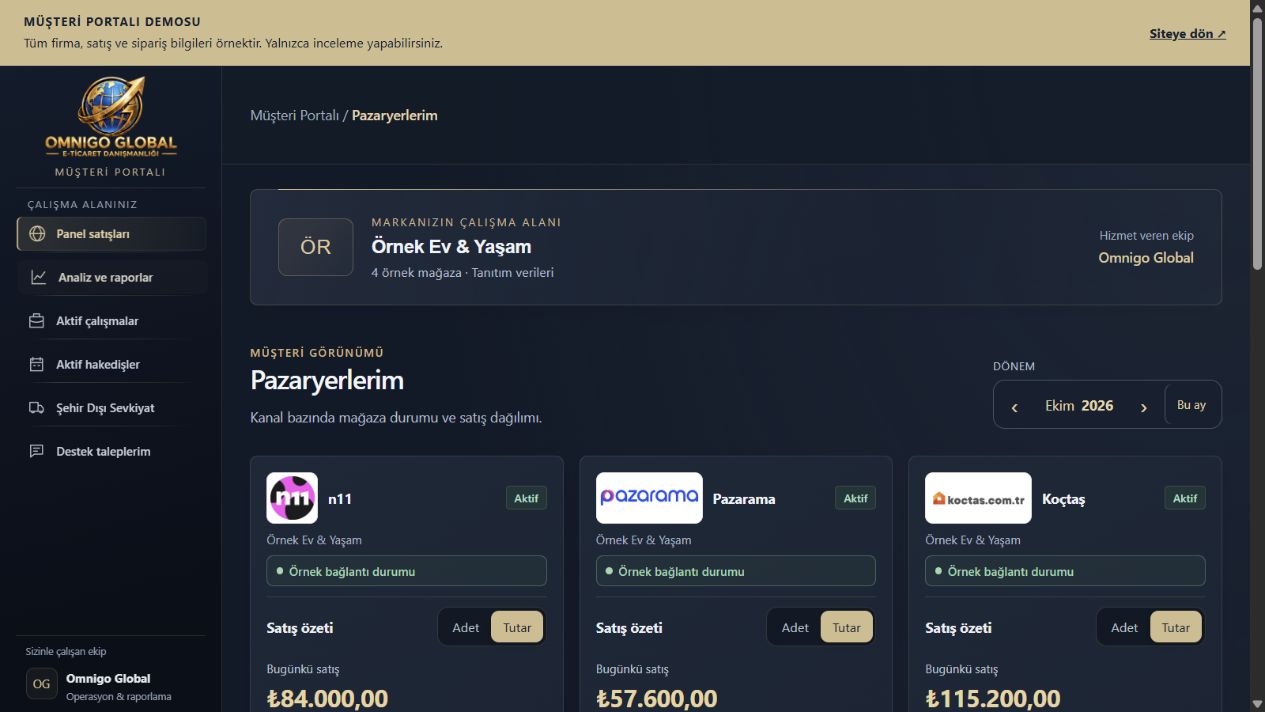 MÜŞTERİ PORTALI DEMOSU
Tüm firma, satış ve sipariş bilgileri örnektir. Yalnızca inceleme yapabilirsiniz.
Siteye dön ↗
OMNIGO GLOBAL
E-TİCARET DANIŞMANLIĞI
MÜŞTERİ PORTALI
ÇALIŞMA ALANINIZ
Panel satışları
Analiz ve raporlar
Aktif çalışmalar
Aktif hakedişler
Şehir Dışı Sevkiyat
Destek taleplerim
Sizinle çalışan ekip
OG
Omnigo Global
Operasyon & raporlama
Müşteri Portalı / Pazaryerlerim
ÖR
MARKANIZIN ÇALIŞMA ALANI
Örnek Ev & Yaşam
4 örnek mağaza · Tanıtım verileri
Hizmet veren ekip
Omnigo Global
MÜŞTERİ GÖRÜNÜMÜ
Pazaryerlerim
Kanal bazında mağaza durumu ve satış dağılımı.
DÖNEM
‹ Ekim 2026 › Bu ay
n11 n11 Aktif
Örnek Ev & Yaşam
Örnek bağlantı durumu
Satış özeti Adet Tutar
Bugünkü satış
₺84.000,00
pazarama Pazarama Aktif
Örnek Ev & Yaşam
Örnek bağlantı durumu
Satış özeti Adet Tutar
Bugünkü satış
₺57.600,00
koctas.com.tr Koçtaş Aktif
Örnek Ev & Yaşam
Örnek bağlantı durumu
Satış özeti Adet Tutar
Bugünkü satış
₺115.200,00